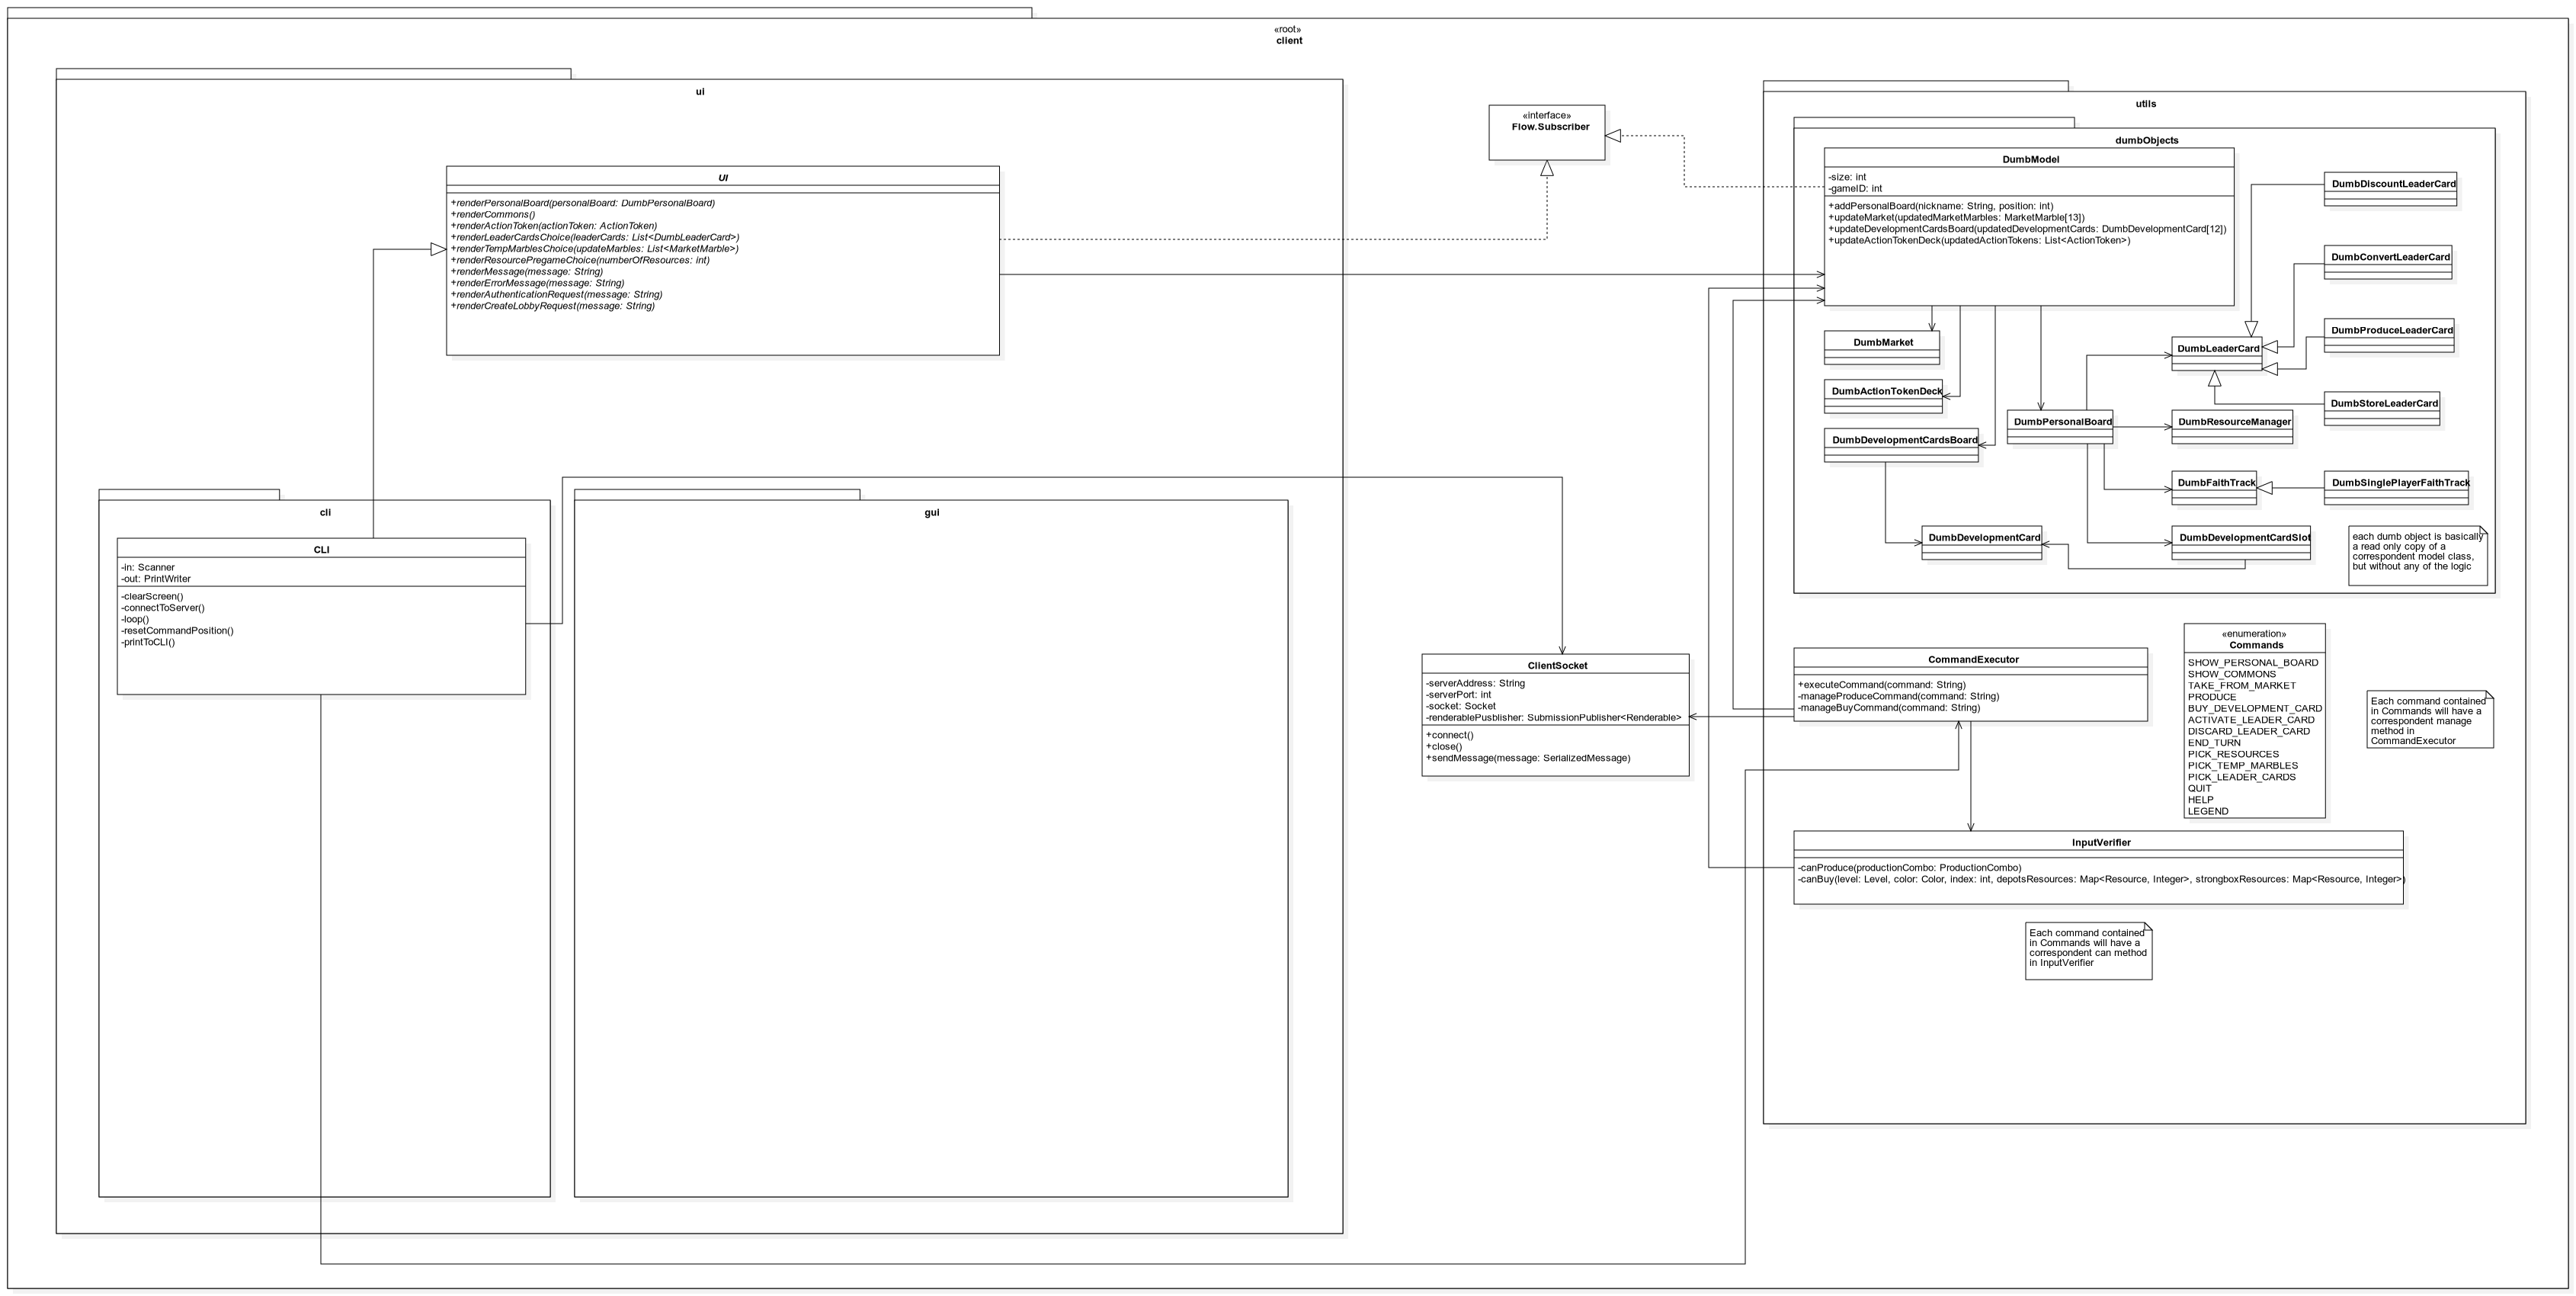 «root»
client
ui
UI
+renderPersonalBoard(personalBoard: DumbPersonalBoard)
+renderCommons()
+renderActionToken(actionToken: ActionToken)
+renderLeaderCardsChoice(leaderCards: List<DumbLeaderCard>)
+renderTempMarblesChoice(updateMarbles: List<MarketMarble>)
+renderResourcePregameChoice(numberOfResources: int)
+renderMessage(message: String)
+renderErrorMessage(message: String)
+renderAuthenticationRequest(message: String)
+renderCreateLobbyRequest(message: String)
cli
CLI
-in: Scanner
-out: PrintWriter
-clearScreen()
-connectToServer()
-loop()
-resetCommandPosition()
-printToCLI()
gui
«interface»
Flow.Subscriber
ClientSocket
-serverAddress: String
-serverPort: int
-socket: Socket
-renderablePusblisher: SubmissionPublisher<Renderable>
+connect()
+close()
+sendMessage(message: SerializedMessage)
utils
dumbObjects
DumbModel
-size: int
-gameID: int
+addPersonalBoard(nickname: String, position: int)
+updateMarket(updatedMarketMarbles: MarketMarble[13])
+updateDevelopmentCardsBoard(updatedDevelopmentCards: DumbDevelopmentCard[12])
+updateActionTokenDeck(updatedActionTokens: List<ActionToken>)
DumbDiscountLeaderCard
DumbConvertLeaderCard
DumbProduceLeaderCard
DumbStoreLeaderCard
DumbLeaderCard
DumbMarket
DumbActionTokenDeck
DumbDevelopmentCardsBoard
DumbPersonalBoard
DumbResourceManager
DumbFaithTrack
DumbSinglePlayerFaithTrack
DumbDevelopmentCard
DumbDevelopmentCardSlot
each dumb object is basically
a read only copy of a
correspondent model class,
but without any of the logic
CommandExecutor
+executeCommand(command: String)
-manageProduceCommand(command: String)
-manageBuyCommand(command: String)
«enumeration»
Commands
SHOW_PERSONAL_BOARD
SHOW_COMMONS
TAKE_FROM_MARKET
PRODUCE
BUY_DEVELOPMENT_CARD
ACTIVATE_LEADER_CARD
DISCARD_LEADER_CARD
END_TURN
PICK_RESOURCES
PICK_TEMP_MARBLES
PICK_LEADER_CARDS
QUIT
HELP
LEGEND
Each command contained
in Commands will have a
correspondent manage
method in
CommandExecutor
InputVerifier
-canProduce(productionCombo: ProductionCombo)
-canBuy(level: Level, color: Color, index: int, depotsResources: Map<Resource, Integer>, strongboxResources: Map<Resource, Integer>)
Each command contained
in Commands will have a
correspondent can method
in InputVerifier